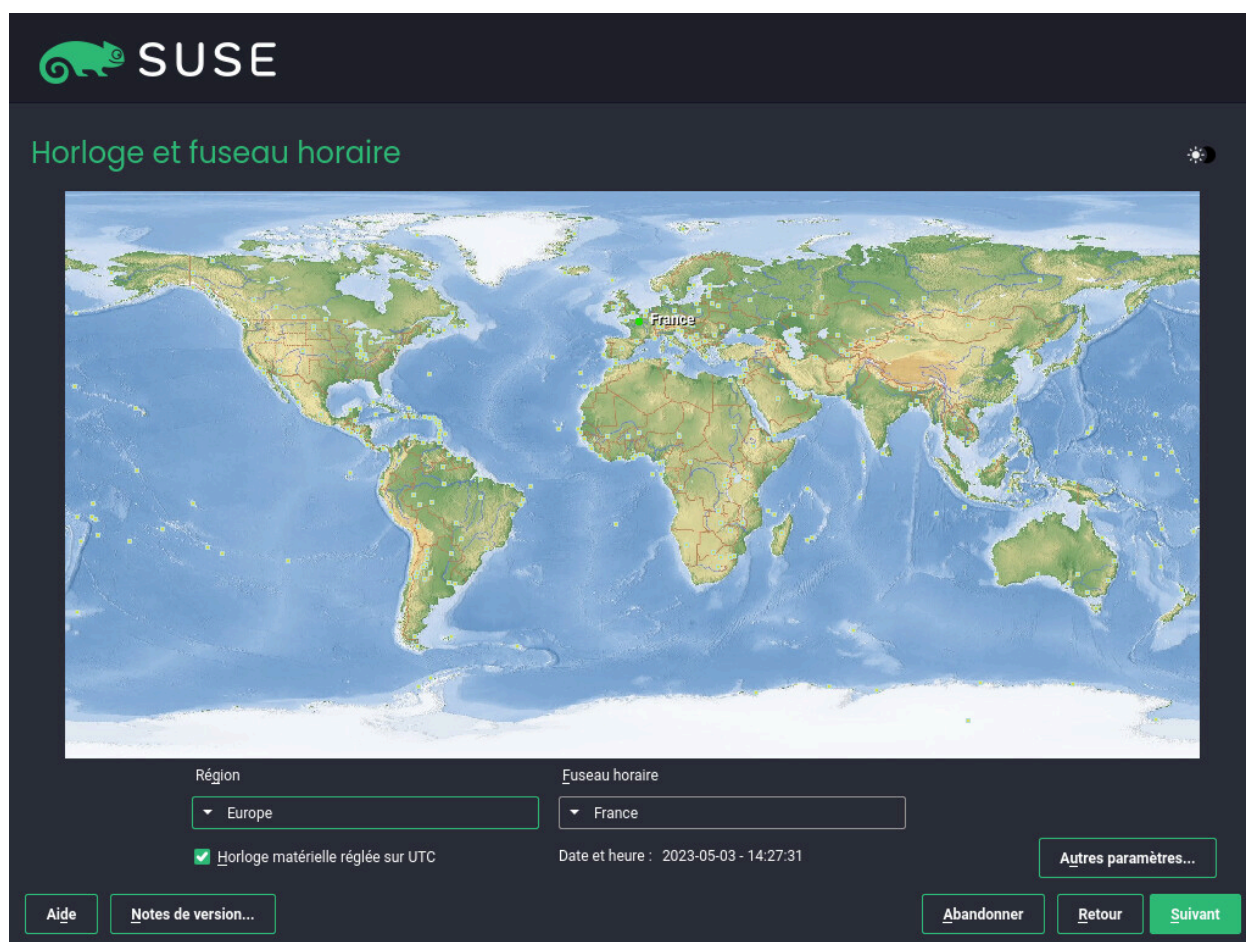 SUSE
Horloge et fuseau horaire
France
Région
Fuseau horaire
Europe
France
Horloge matérielle réglée sur UTC
Date et heure : 2023-05-03 - 14:27:31
Autres paramètres...
Aide
Notes de version...
Abandonner
Retour
Suivant